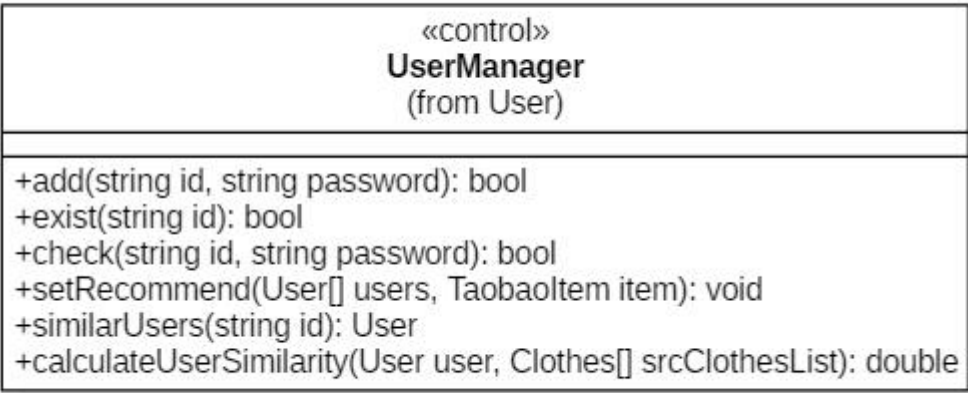 «control»
UserManager
(from User)
+add(string id, string password): bool
+exist(string id): bool
+check(string id, string password): bool
+setRecommend(User[] users, TaobaoItem item): void
+similarUsers(string id): User
+calculateUserSimilarity(User user, Clothes[] srcClothesList): double